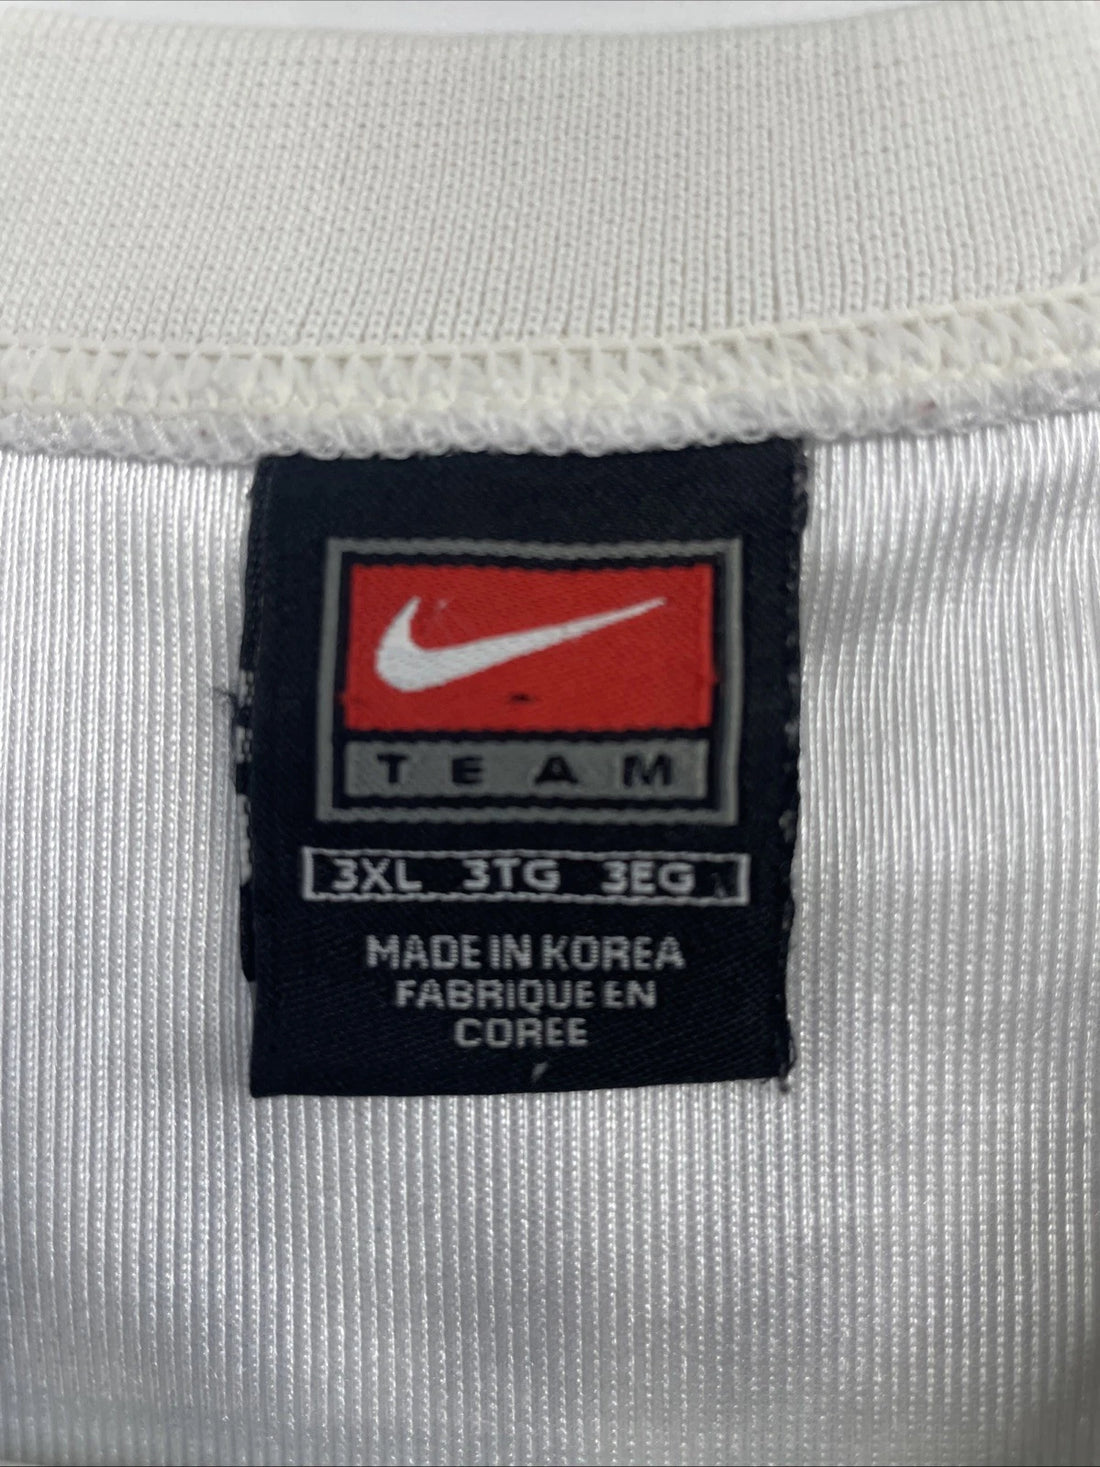 TEAM
3XL 3TG 3EG
MADE IN KOREA
FABRIQUE EN
COREE